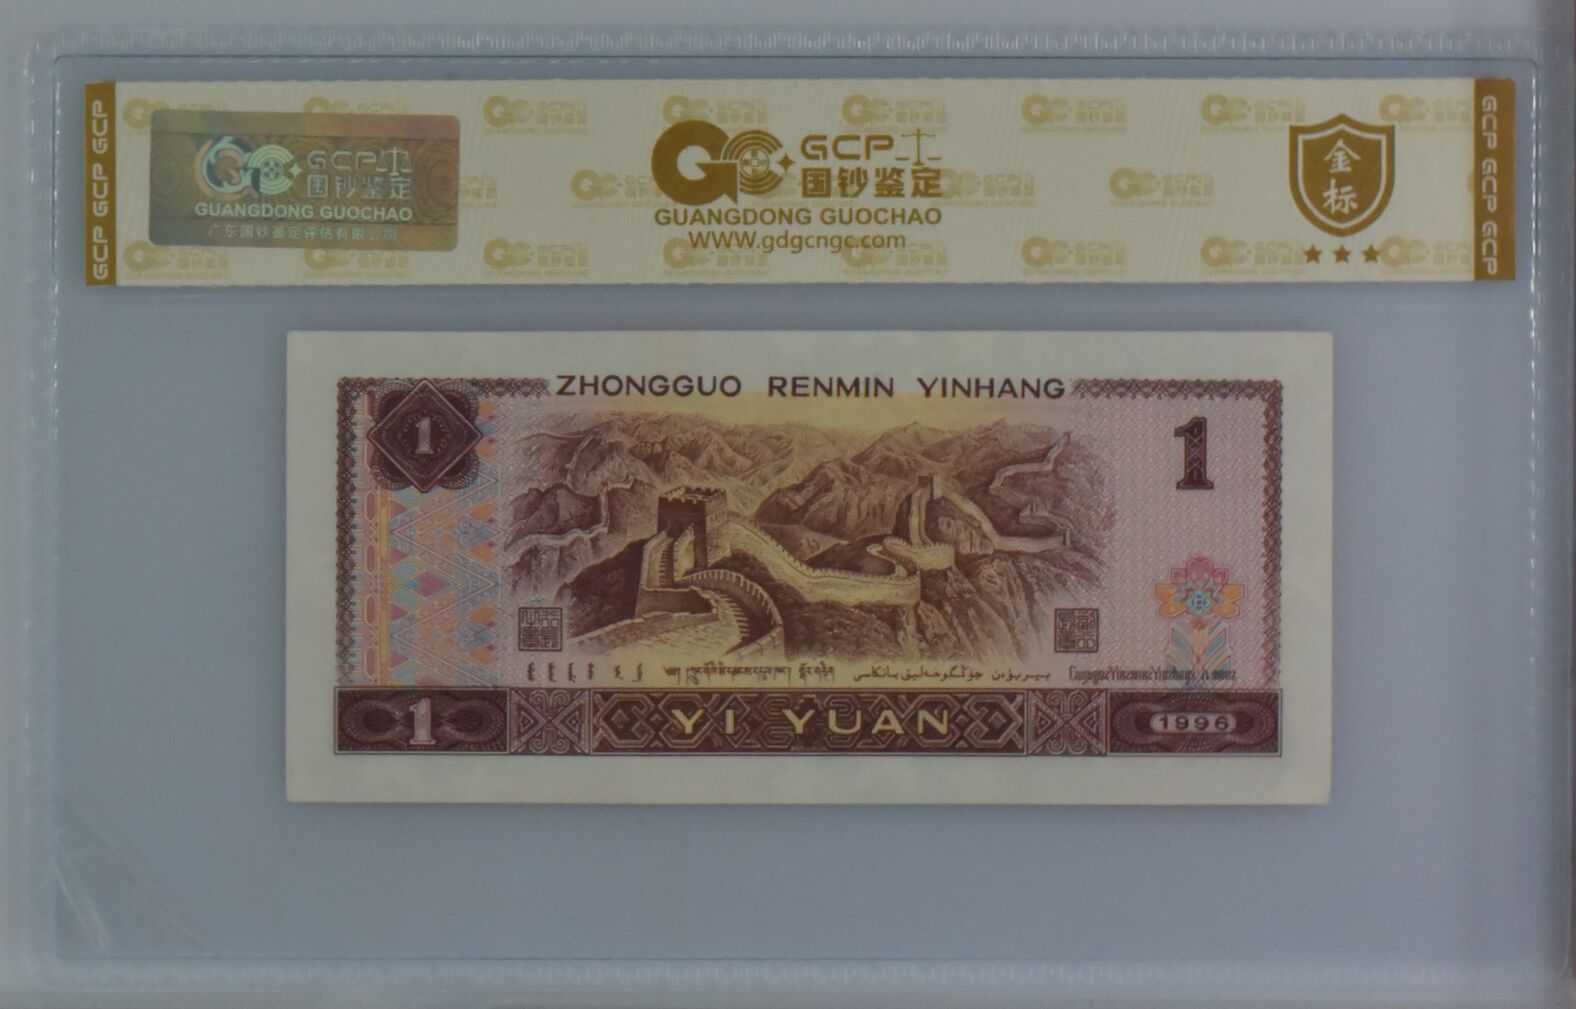 GCP GCP GCP
GCP
国钞鉴定
GUANGDONG GUOCHAO
广东国钞鉴定评估有限公司
GCP
国钞鉴定
GUANGDONG GUOCHAO
WWW.gdgcngc.com
金
标
GCP GCP GCP
ZHONGGUO RENMIN YINHANG
1
1
1
YI YUAN
1996